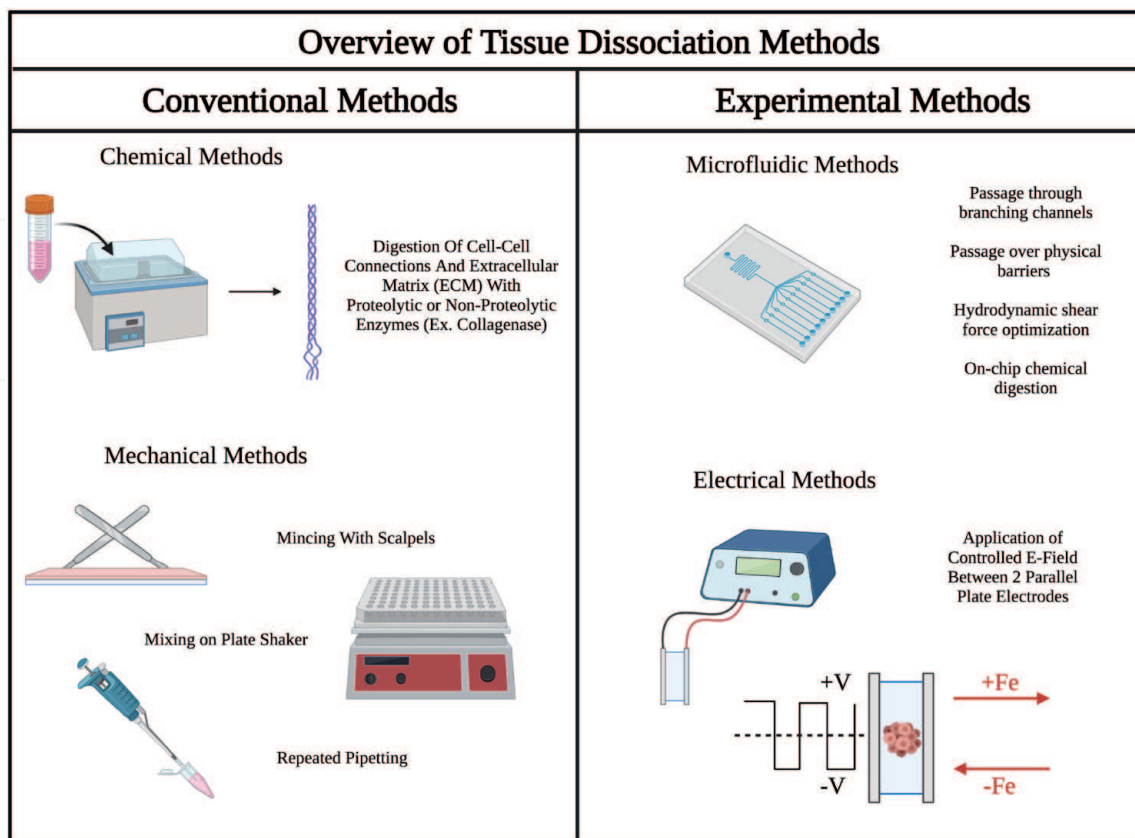 Overview of Tissue Dissociation Methods
Conventional Methods
Experimental Methods
Chemical Methods
Digestion Of Cell-Cell
Connections And Extracellular
Matrix (ECM) With
Proteolytic or Non-Proteolytic
Enzymes (Ex. Collagenase)
Mechanical Methods
Mincing With Scalpels
Mixing on Plate Shaker
Repeated Pipetting
Microfluidic Methods
Passage through
branching channels
Passage over physical
barriers
Hydrodynamic shear
force optimization
On-chip chemical
digestion
Electrical Methods
Application of
Controlled E-Field
Between 2 Parallel
Plate Electrodes
+V
-V
+Fe
-Fe